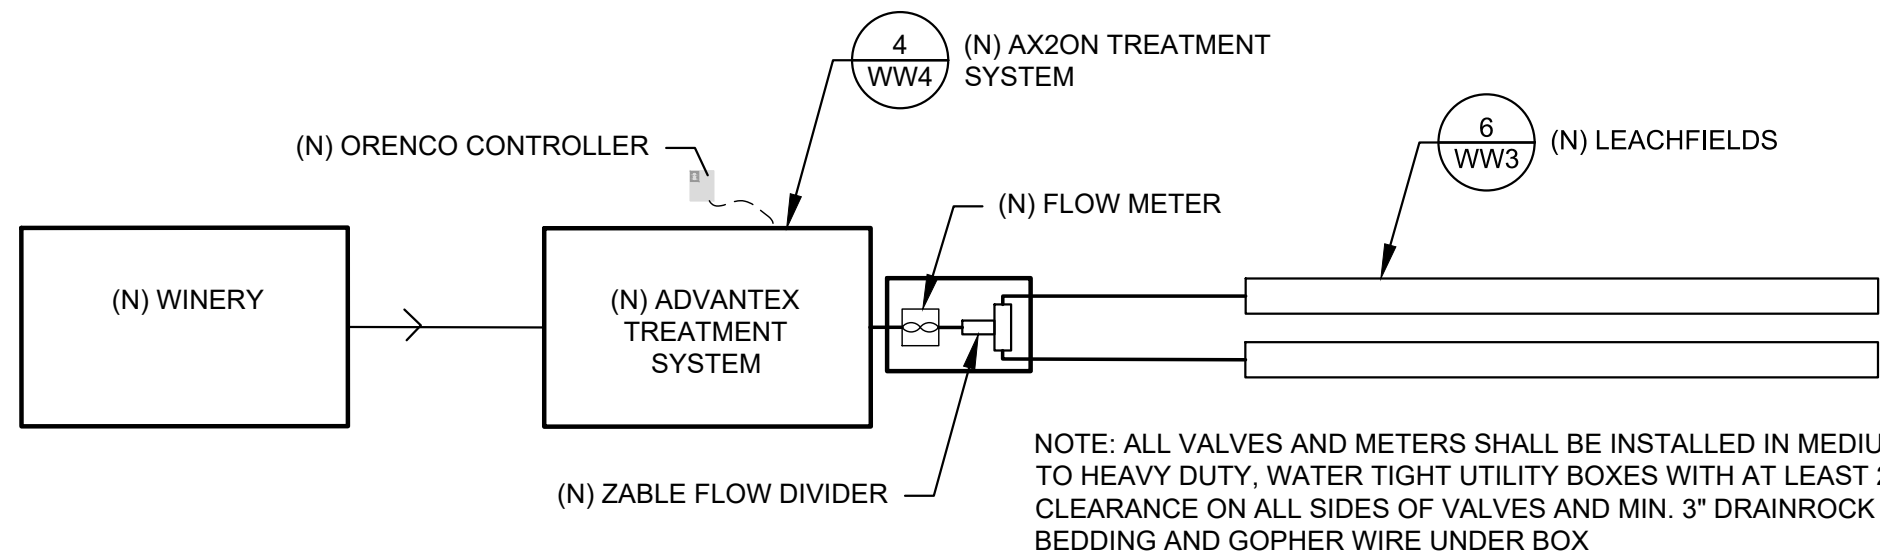 4
WW4
(N) AX2ON TREATMENT
SYSTEM
6
WW3
(N) LEACHFIELDS
(N) ORENCO CONTROLLER
(N) FLOW METER
(N) WINERY
(N) ADVANTEX
TREATMENT
SYSTEM
(N) ZABLE FLOW DIVIDER
NOTE: ALL VALVES AND METERS SHALL BE INSTALLED IN
TO HEAVY DUTY, WATER TIGHT UTILITY BOXES WITH AT LEAST
CLEARANCE ON ALL SIDES OF VALVES AND MIN. 3" DRAINROCK
BEDDING AND GOPHER WIRE UNDER BOX